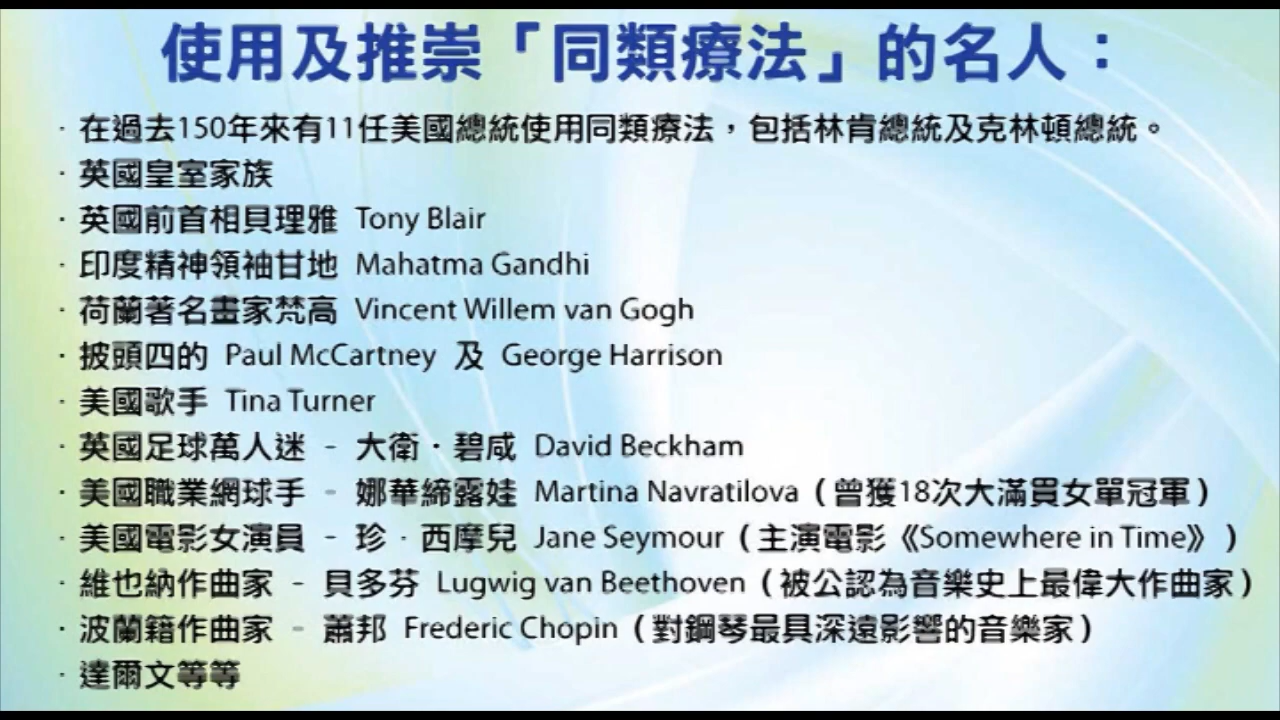 使用及推崇「同類療法」的名人：
· 在過去150年來有11任美國總統使用同類療法，包括林肯總統及克林頓總統。
· 英國皇室家族
· 英國前首相貝理雅 Tony Blair
· 印度精神領袖甘地 Mahatma Gandhi
· 荷蘭著名畫家梵高 Vincent Willem van Gogh
· 披頭四的 Paul McCartney 及 George Harrison
· 美國歌手 Tina Turner
· 英國足球萬人迷 - 大衛·碧咸 David Beckham
· 美國職業網球手 - 娜華締露娃 Martina Navratilova（曾獲18次大滿貫女單冠軍）
· 美國電影女演員 - 珍·西摩兒 Jane Seymour（主演電影《Somewhere in Time》）
· 維也納作曲家 - 貝多芬 Lugwig van Beethoven（被公認為音樂史上最偉大作曲家）
· 波蘭籍作曲家 - 蕭邦 Frederic Chopin（對鋼琴最具深遠影響的音樂家）
· 達爾文等等